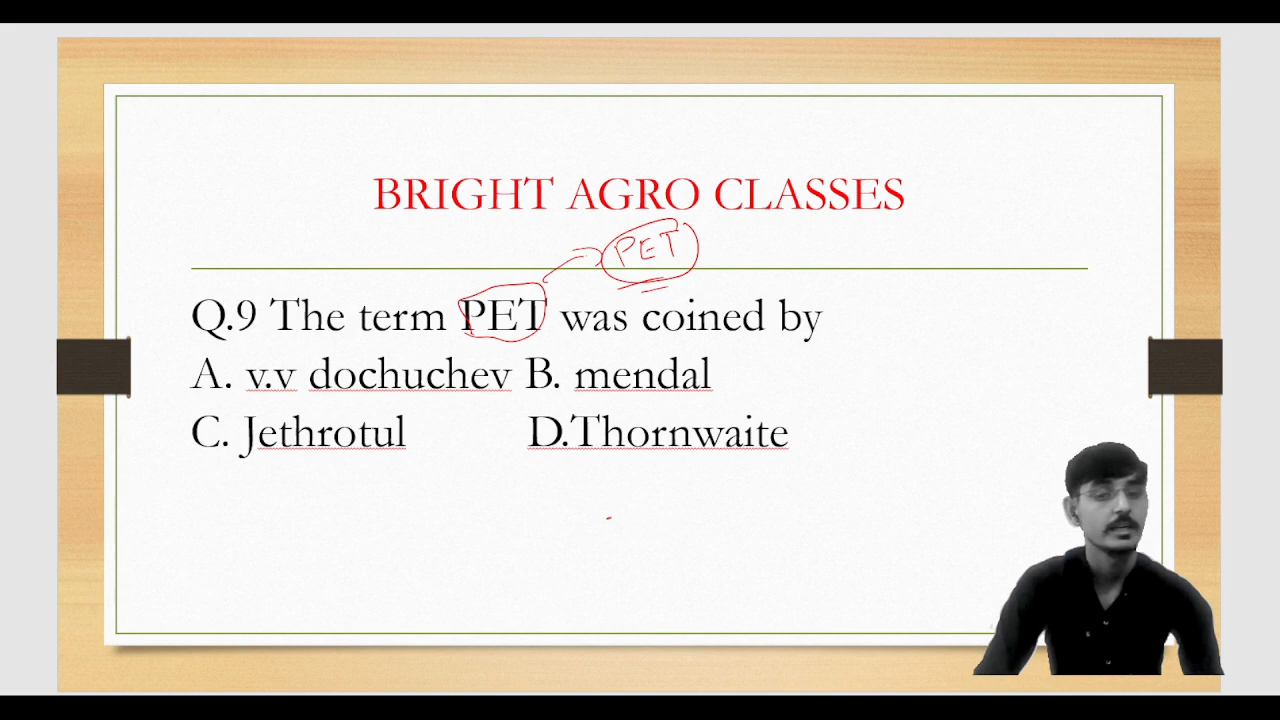 BRIGHT AGRO CLASSES
PET
Q.9 The term PET was coined by
A. v.v dochuchev B. mendal
C. Jethrotul D.Thornwaite